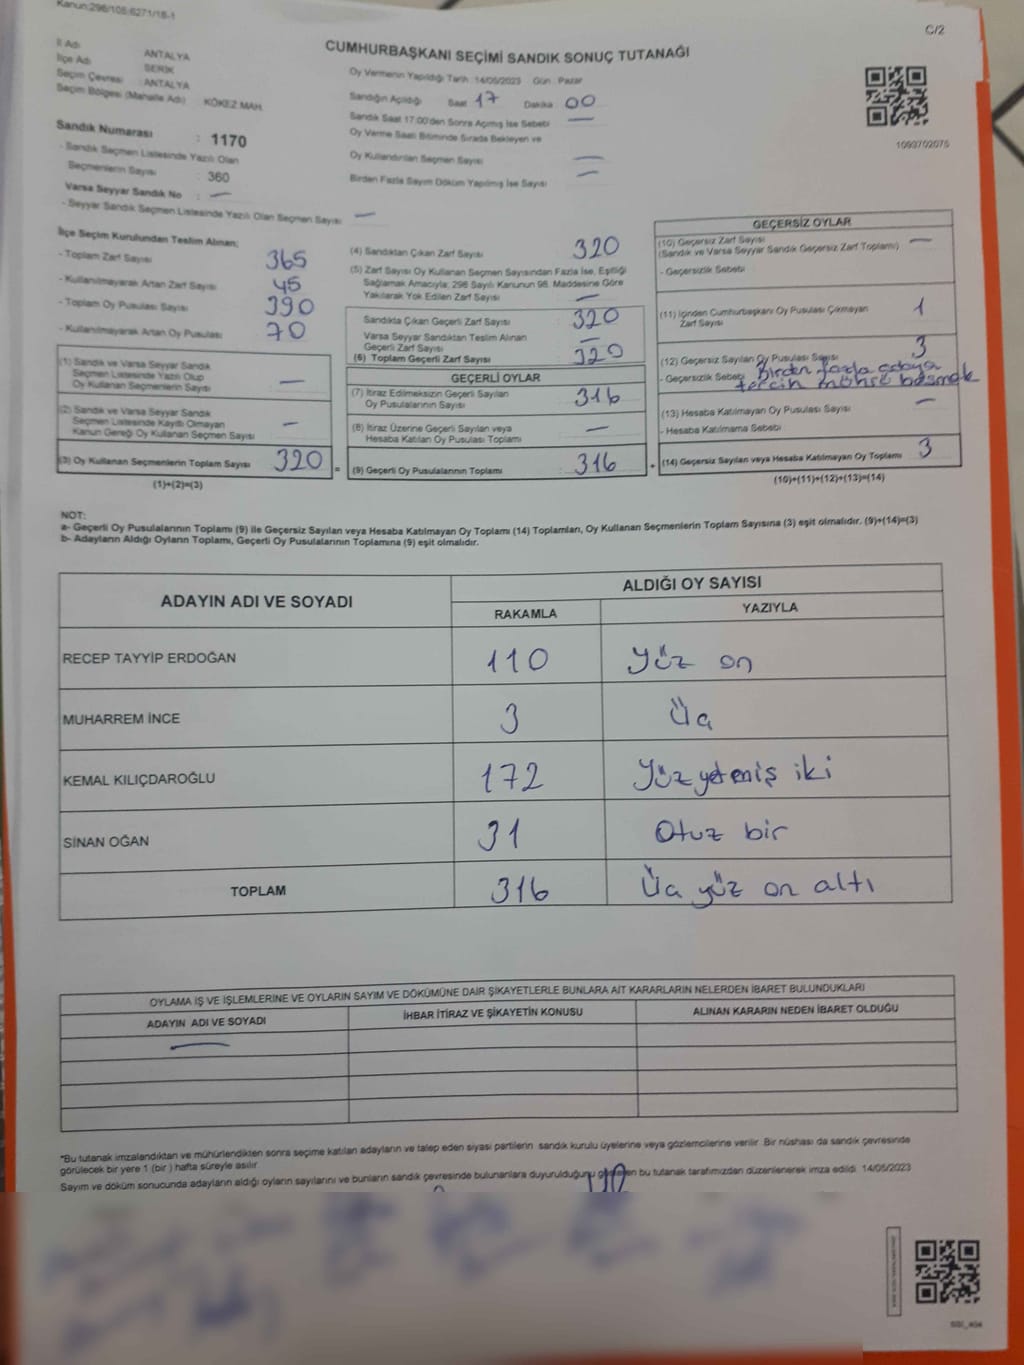 Kanun:298/105;6271/18-1
C/2
CUMHURBAŞKANI SEÇİMİ SANDIK SONUÇ TUTANAĞI
İl Adı ANTALYA
İlçe Adı SERİK
Seçim Çevresi : ANTALYA
Seçim Bölgesi (Mahalle Adı) KÖKEZ MAH.
Sandık Numarası : 1170
- Sandık Seçmen Listesinde Yazılı Olan
Seçmenlerin Sayısı : 360
Varsa Seyyar Sandık No : —
- Seyyar Sandık Seçmen Listesinde Yazılı Olan Seçmen Sayısı —
Oy Vermenin Yapıldığı Tarih : 14/05/2023 Gün : Pazar
Sandığın Açıldığı Saat 17 Dakika 00
Sandık Saat 17:00'den Sonra Açmış İse Sebebi —
Oy Verme Saati Bitiminde Sırada Bekleyen ve
Oy Kullandırılan Seçmen Sayısı —
Birden Fazla Sayım Döküm Yapılmış İse Sayısı —
1093702075
İlçe Seçim Kurulundan Teslim Alınan;
- Toplam Zarf Sayısı 365
- Kullanılmayarak Artan Zarf Sayısı 45
- Toplam Oy Pusulası Sayısı 390
- Kullanılmayarak Artan Oy Pusulası 70
(1) Sandık ve Varsa Seyyar Sandık
Seçmen Listesinde Yazılı Olup
Oy Kullanan Seçmenlerin Sayısı —
(2) Sandık ve Varsa Seyyar Sandık
Seçmen Listesinde Kayıtlı Olmayan
Kanun Gereği Oy Kullanan Seçmen Sayısı —
(3) Oy Kullanan Seçmenlerin Toplam Sayısı 320 =
(1)+(2)=(3)
(4) Sandıktan Çıkan Zarf Sayısı 320
(5) Zarf Sayısı Oy Kullanan Seçmen Sayısından Fazla İse, Eşitliği
Sağlamak Amacıyla; 298 Sayılı Kanunun 98. Maddesine Göre
Yakılarak Yok Edilen Zarf Sayısı —
Sandıkta Çıkan Geçerli Zarf Sayısı 320
Varsa Seyyar Sandıktan Teslim Alınan
Geçerli Zarf Sayısı —
(6) Toplam Geçerli Zarf Sayısı 320
GEÇERLİ OYLAR
(7) İtiraz Edilmeksizin Geçerli Sayılan
Oy Pusulalarının Sayısı 316
(8) İtiraz Üzerine Geçerli Sayılan veya
Hesaba Katılan Oy Pusulası Toplamı —
(9) Geçerli Oy Pusulalarının Toplamı 316 +
GEÇERSİZ OYLAR
(10) Geçersiz Zarf Sayısı —
(Sandık ve Varsa Seyyar Sandık Geçersiz Zarf Toplamı)
- Geçersizlik Sebebi
(11) İçinden Cumhurbaşkanı Oy Pusulası Çıkmayan
Zarf Sayısı 1
(12) Geçersiz Sayılan Oy Pusulası Sayısı 3
- Geçersizlik Sebebi Birden fazla adaya
tercih mührü basmak
(13) Hesaba Katılmayan Oy Pusulası Sayısı —
- Hesaba Katılmama Sebebi
(14) Geçersiz Sayılan veya Hesaba Katılmayan Oy Toplamı 3
(10)+(11)+(12)+(13)=(14)
NOT:
a- Geçerli Oy Pusulalarının Toplamı (9) ile Geçersiz Sayılan veya Hesaba Katılmayan Oy Toplamı (14) Toplamları, Oy Kullanan Seçmenlerin Toplam Sayısına (3) eşit olmalıdır. (9)+(14)=(3)
b- Adayların Aldığı Oyların Toplamı, Geçerli Oy Pusulalarının Toplamına (9) eşit olmalıdır.
ADAYIN ADI VE SOYADI
ALDIĞI OY SAYISI
RAKAMLA YAZIYLA
RECEP TAYYİP ERDOĞAN 110 Yüz on
MUHARREM İNCE 3 Üç
KEMAL KILIÇDAROĞLU 172 Yüzyetmiş iki
SİNAN OĞAN 31 Otuz bir
TOPLAM 316 Üç yüz on altı
OYLAMA İŞ VE İŞLEMLERİNE VE OYLARIN SAYIM VE DÖKÜMÜNE DAİR ŞİKAYETLERLE BUNLARA AİT KARARLARIN NELERDEN İBARET BULUNDUKLARI
ADAYIN ADI VE SOYADI İHBAR İTİRAZ VE ŞİKAYETİN KONUSU ALINAN KARARIN NEDEN İBARET OLDUĞU
—
*Bu tutanak imzalandıktan ve mühürlendikten sonra seçime katılan adayların ve talep eden siyasi partilerin sandık kurulu üyelerine veya gözlemcilerine verilir. Bir nüshası da sandık çevresinde
görülecek bir yere 1 (bir) hafta süreyle asılır.
Sayım ve döküm sonucunda adayların aldığı oyların sayılarını ve bunların sandık çevresinde bulunanlara duyurulduğunu gösteren bu tutanak tarafımızdan düzenlenerek imza edildi. 14/05/2023